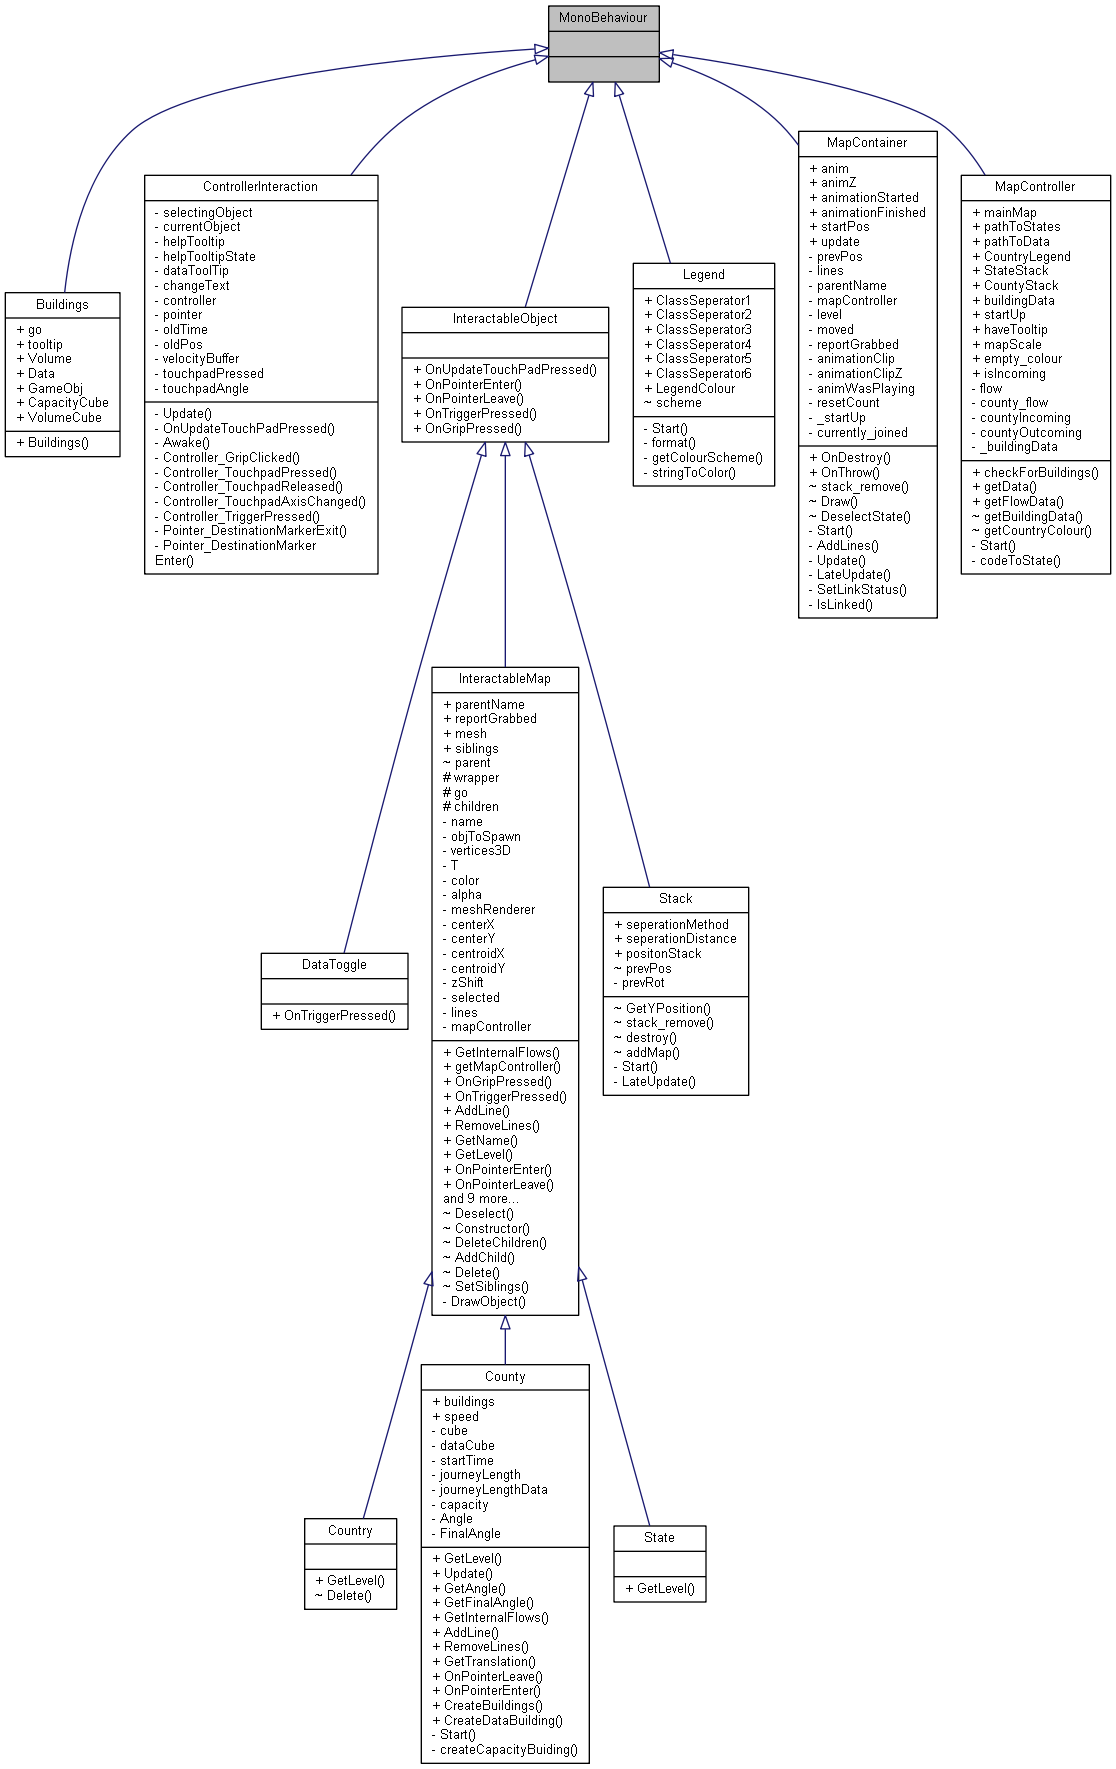 MonoBehaviour
Buildings
+ go
+ tooltip
+ Volume
+ Data
+ GameObj
+ CapacityCube
+ VolumeCube
+ Buildings()
ControllerInteraction
- selectingObject
- currentObject
- helpTooltip
- helpTooltipState
- dataToolTip
- changeText
- controller
- pointer
- oldTime
- oldPos
- velocityBuffer
- touchpadPressed
- touchpadAngle
- Update()
- OnUpdateTouchPadPressed()
- Awake()
- Controller_GripClicked()
- Controller_TouchpadPressed()
- Controller_TouchpadReleased()
- Controller_TouchpadAxisChanged()
- Controller_TriggerPressed()
- Pointer_DestinationMarkerExit()
- Pointer_DestinationMarker
Enter()
InteractableObject
+ OnUpdateTouchPadPressed()
+ OnPointerEnter()
+ OnPointerLeave()
+ OnTriggerPressed()
+ OnGripPressed()
Legend
+ ClassSeperator1
+ ClassSeperator2
+ ClassSeperator3
+ ClassSeperator4
+ ClassSeperator5
+ ClassSeperator6
+ LegendColour
~ scheme
- Start()
- format()
- getColourScheme()
- stringToColor()
MapContainer
+ anim
+ animZ
+ animationStarted
+ animationFinished
+ startPos
+ update
- prevPos
- lines
- parentName
- mapController
- level
- moved
- reportGrabbed
- animationClip
- animationClipZ
- animWasPlaying
- resetCount
- _startUp
- currently_joined
+ OnDestroy()
+ OnThrow()
~ stack_remove()
~ Draw()
~ DeselectState()
- Start()
- AddLines()
- Update()
- LateUpdate()
- SetLinkStatus()
- IsLinked()
MapController
+ mainMap
+ pathToStates
+ pathToData
+ CountryLegend
+ StateStack
+ CountyStack
+ buildingData
+ startUp
+ haveTooltip
+ mapScale
+ empty_colour
+ isIncoming
- flow
- county_flow
- countyIncoming
- countyOutcoming
- _buildingData
+ checkForBuildings()
+ getData()
+ getFlowData()
~ getBuildingData()
~ getCountryColour()
- Start()
- codeToState()
DataToggle
+ OnTriggerPressed()
InteractableMap
+ parentName
+ reportGrabbed
+ mesh
+ siblings
~ parent
# wrapper
# go
# children
- name
- objToSpawn
- vertices3D
- T
- color
- alpha
- meshRenderer
- centerX
- centerY
- centroidX
- centroidY
- zShift
- selected
- lines
- mapController
+ GetInternalFlows()
+ getMapController()
+ OnGripPressed()
+ OnTriggerPressed()
+ AddLine()
+ RemoveLines()
+ GetName()
+ GetLevel()
+ OnPointerEnter()
+ OnPointerLeave()
and 9 more...
~ Deselect()
~ Constructor()
~ DeleteChildren()
~ AddChild()
~ Delete()
~ SetSiblings()
- DrawObject()
Stack
+ seperationMethod
+ seperationDistance
+ positonStack
~ prevPos
- prevRot
~ GetYPosition()
~ stack_remove()
~ destroy()
~ addMap()
- Start()
- LateUpdate()
Country
+ GetLevel()
~ Delete()
County
+ buildings
+ speed
- cube
- dataCube
- startTime
- journeyLength
- journeyLengthData
- capacity
- Angle
- FinalAngle
+ GetLevel()
+ Update()
+ GetAngle()
+ GetFinalAngle()
+ GetInternalFlows()
+ AddLine()
+ RemoveLines()
+ GetTranslation()
+ OnPointerLeave()
+ OnPointerEnter()
+ CreateBuildings()
+ CreateDataBuilding()
- Start()
- createCapacityBuiding()
State
+ GetLevel()